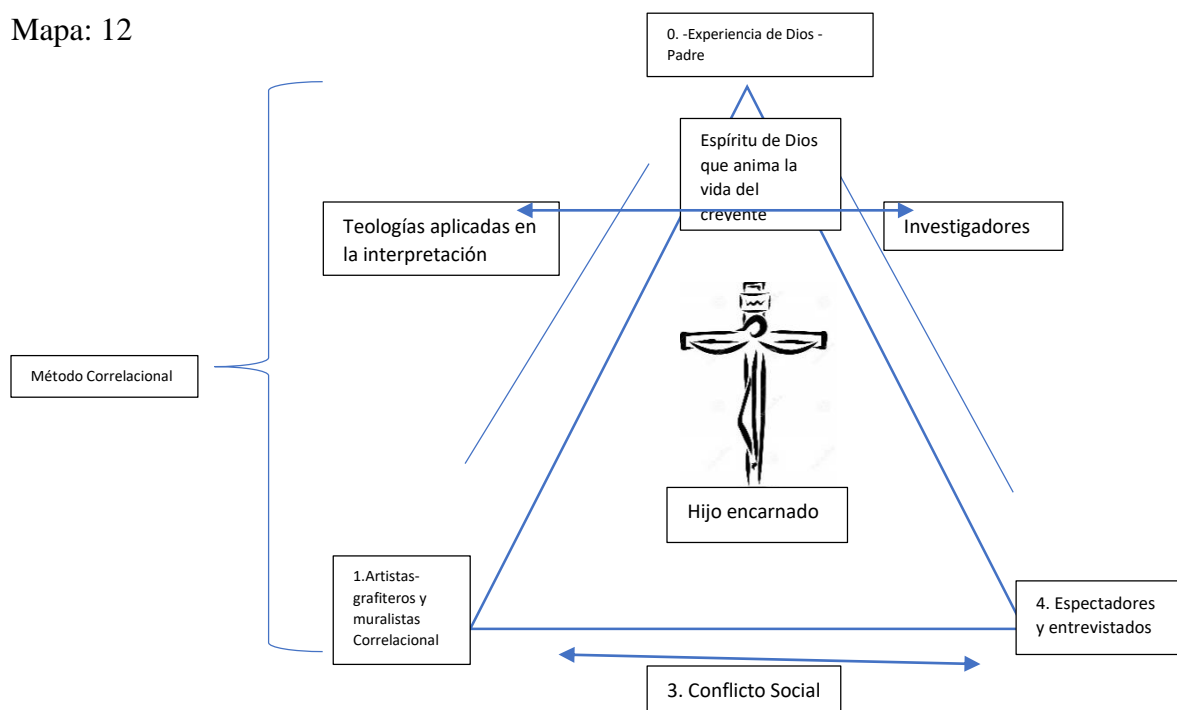 Mapa: 12
0. -Experiencia de Dios -
Padre
Espíritu de Dios
que anima la
vida del
creyente
Teologías aplicadas en
la interpretación
Investigadores
Método Correlacional
Hijo encarnado
1.Artistas-
grafiteros y
muralistas
Correlacional
4. Espectadores
y entrevistados
3. Conflicto Social